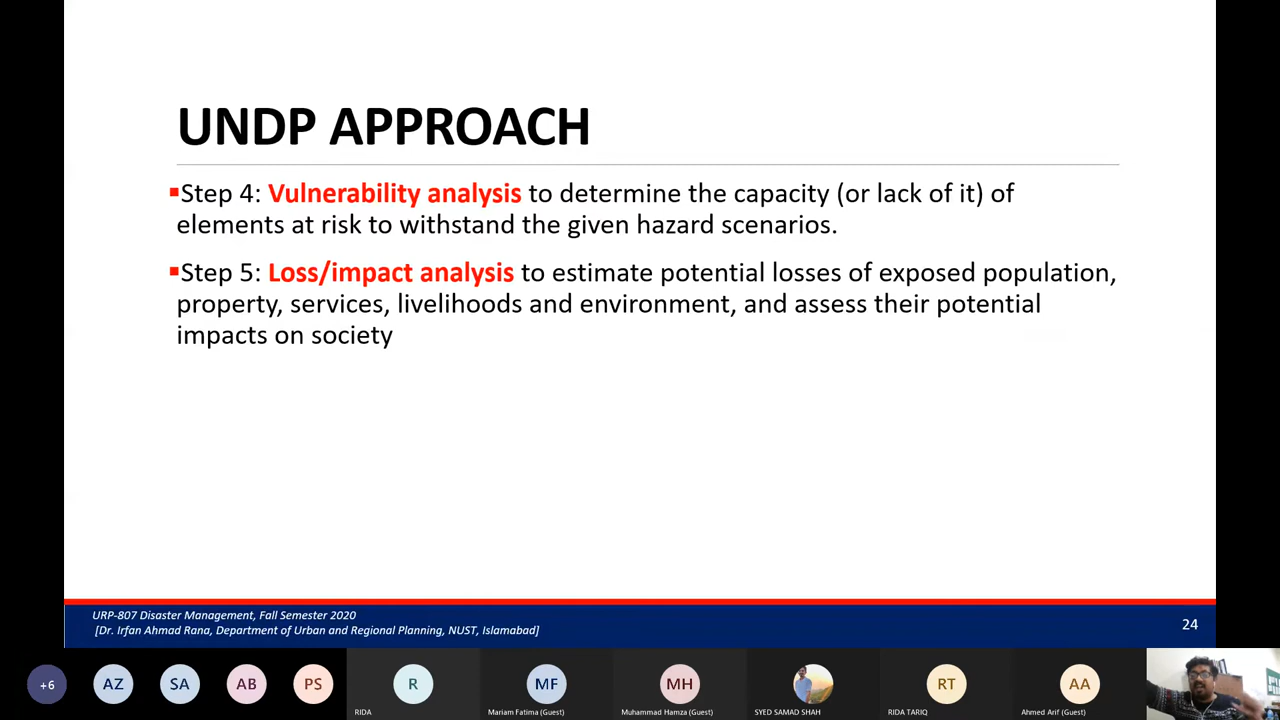 UNDP APPROACH
▪Step 4: Vulnerability analysis to determine the capacity (or lack of it) of
elements at risk to withstand the given hazard scenarios.
▪Step 5: Loss/impact analysis to estimate potential losses of exposed population,
property, services, livelihoods and environment, and assess their potential
impacts on society
URP-807 Disaster Management, Fall Semester 2020
[Dr. Irfan Ahmad Rana, Department of Urban and Regional Planning, NUST, Islamabad]
24
+6
AZ
SA
AB
PS
R
MF
MH
RT
AA
RIDA
Mariam Fatima (Guest)
Muhammad Hamza (Guest)
SYED SAMAD SHAH
RIDA TARIQ
Ahmed Arif (Guest)